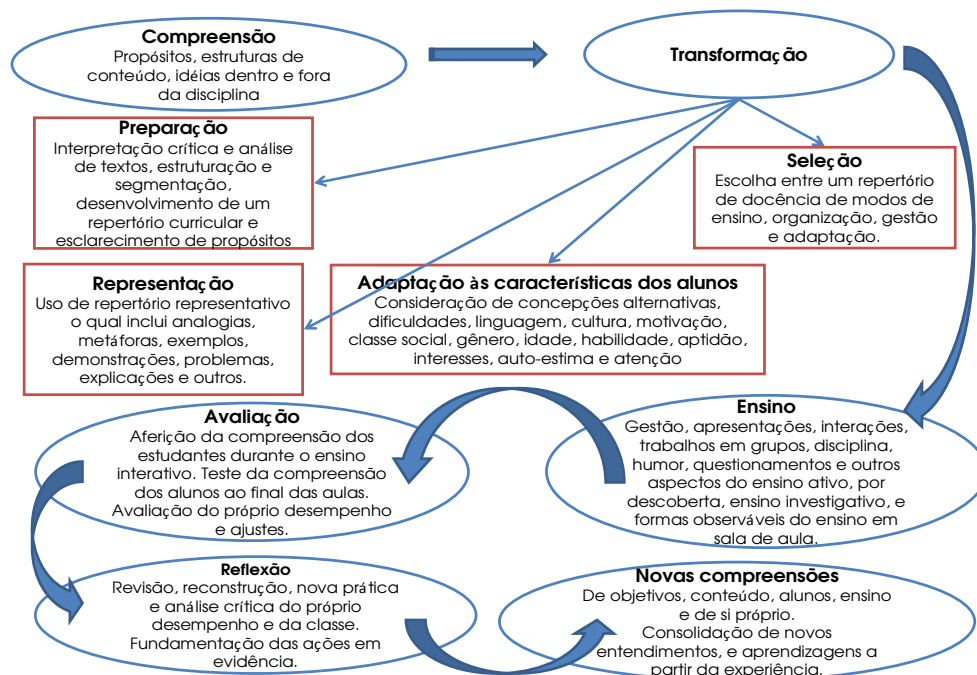 Compreensão
Propósitos, estruturas de
conteúdo, idéias dentro e fora
da disciplina
Transformação
Preparação
Interpretação crítica e análise
de textos, estruturação e
segmentação,
desenvolvimento de um
repertório curricular e
esclarecimento de propósitos
Seleção
Escolha entre um repertório
de docência de modos de
ensino, organização, gestão
e adaptação.
Representação
Uso de repertório representativo
o qual inclui analogias,
metáforas, exemplos,
demonstrações, problemas,
explicações e outros.
Adaptação às características dos alunos
Consideração de concepções alternativas,
dificuldades, linguagem, cultura, motivação,
classe social, gênero, idade, habilidade, aptidão,
interesses, auto-estima e atenção
Avaliação
Aferição da compreensão dos
estudantes durante o ensino
interativo. Teste da compreensão
dos alunos ao final das aulas.
Avaliação do próprio desempenho
e ajustes.
Ensino
Gestão, apresentações, interações,
trabalhos em grupos, disciplina,
humor, questionamentos e outros
aspectos do ensino ativo, por
descoberta, ensino investigativo, e
formas observáveis do ensino em
sala de aula.
Reflexão
Revisão, reconstrução, nova prática
e análise crítica do próprio
desempenho e da classe.
Fundamentação das ações em
evidência.
Novas compreensões
De objetivos, conteúdo, alunos, ensino
e de si próprio.
Consolidação de novos
entendimentos, e aprendizagens a
partir da experiência.